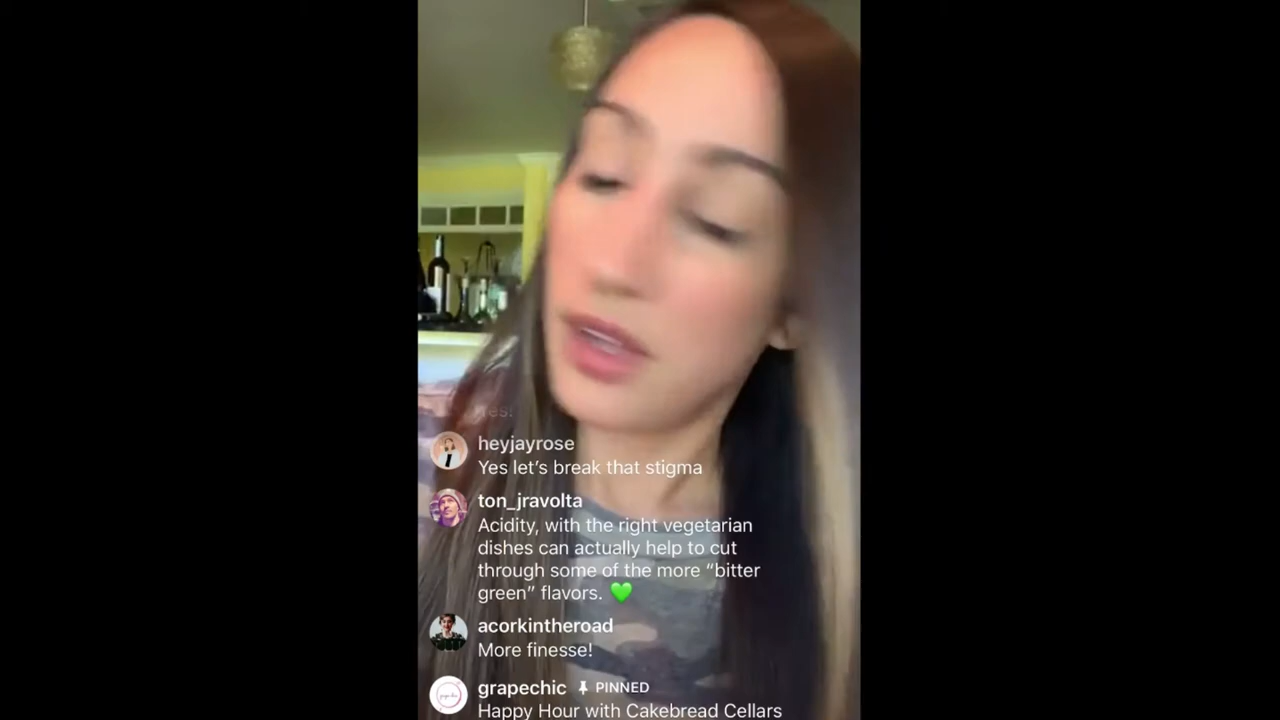 Yes!
heyjayrose
Yes let's break that stigma
ton_jravolta
Acidity, with the right vegetarian
dishes can actually help to cut
through some of the more “bitter
green” flavors. 💚
acorkintheroad
More finesse!
grapechic PINNED
Happy Hour with Cakebread Cellars